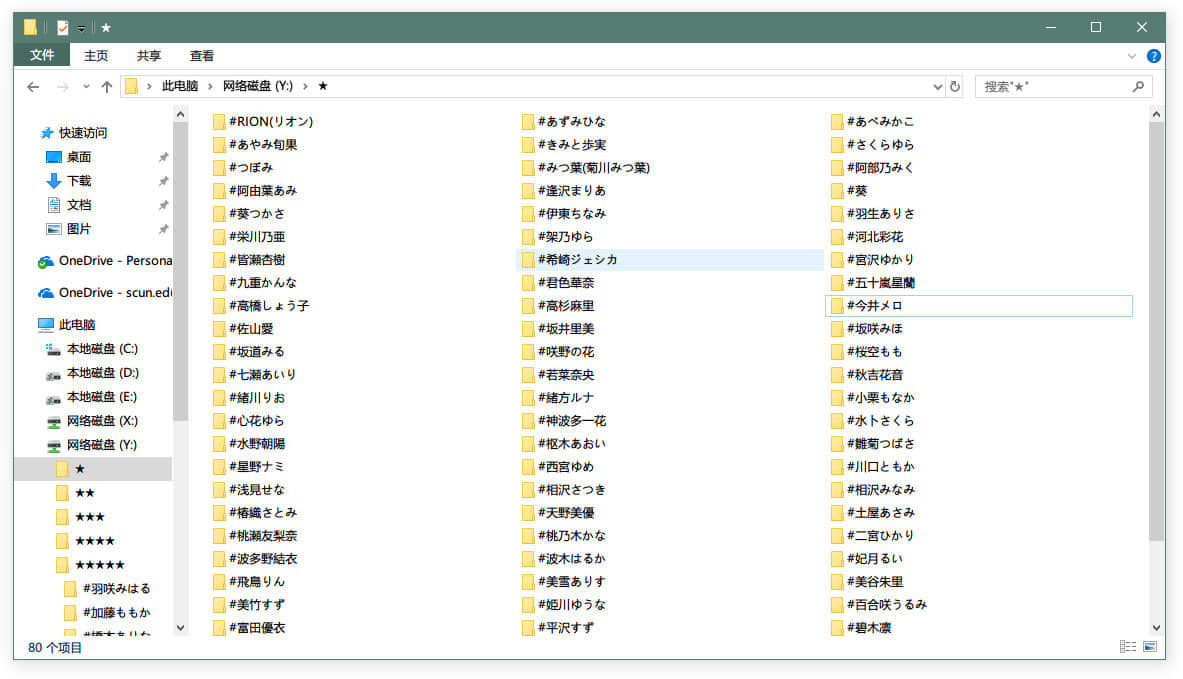 ★
文件 主页 共享 查看
此电脑 › 网络磁盘 (Y:) › ★ 搜索"★"
快速访问
桌面
下载
文档
图片
OneDrive - Persona
OneDrive - scun.edu
此电脑
本地磁盘 (C:)
本地磁盘 (D:)
本地磁盘 (E:)
网络磁盘 (X:)
网络磁盘 (Y:)
★
★★
★★★
★★★★
★★★★★
#羽咲みはる
#加藤ももか
#橋本ありな
#RION(リオン) #あずみひな #あべみかこ
#あやみ旬果 #きみと歩実 #さくらゆら
#つぼみ #みつ葉(菊川みつ葉) #阿部乃みく
#阿由葉あみ #逢沢まりあ #葵
#葵つかさ #伊東ちなみ #羽生ありさ
#栄川乃亜 #架乃ゆら #河北彩花
#皆瀬杏樹 #希崎ジェシカ #宮沢ゆかり
#九重かんな #君色華奈 #五十嵐星蘭
#高橋しょう子 #高杉麻里 #今井メロ
#佐山愛 #坂井里美 #坂咲みほ
#坂道みる #咲野の花 #桜空もも
#七瀬あいり #若菜奈央 #秋吉花音
#緒川りお #緒方ルナ #小栗もなか
#心花ゆら #神波多一花 #水卜さくら
#水野朝陽 #枢木あおい #雛菊つばさ
#星野ナミ #西宮ゆめ #川口ともか
#浅見せな #相沢さつき #相沢みなみ
#椿織さとみ #天野美優 #土屋あさみ
#桃瀬友梨奈 #桃乃木かな #二宮ひかり
#波多野結衣 #波木はるか #妃月るい
#飛鳥りん #美雪ありす #美谷朱里
#美竹すず #姫川ゆうな #百合咲うるみ
#富田優衣 #平沢すず #碧木凛
80 个项目